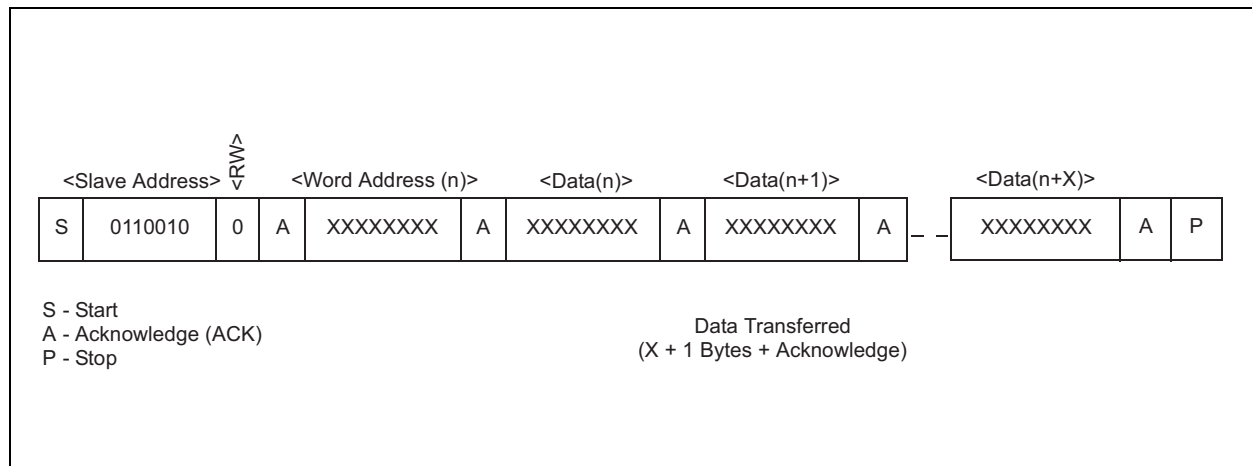 <Slave Address> <RW> <Word Address (n)> <Data(n)> <Data(n+1)> <Data(n+X)>
S 0110010 0 A XXXXXXXX A XXXXXXXX A XXXXXXXX A XXXXXXXX A P
S - Start
A - Acknowledge (ACK)
P - Stop
Data Transferred
(X + 1 Bytes + Acknowledge)